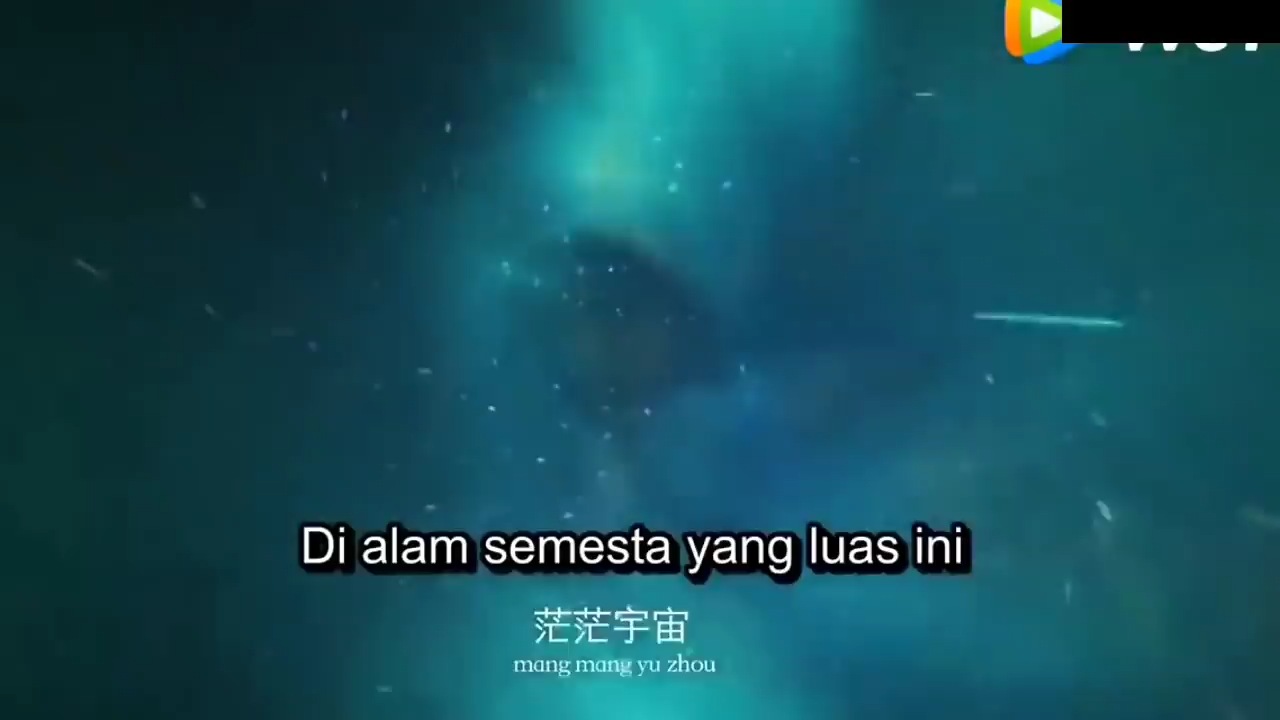 Di alam semesta yang luas ini
茫茫宇宙
mang mang yu zhou